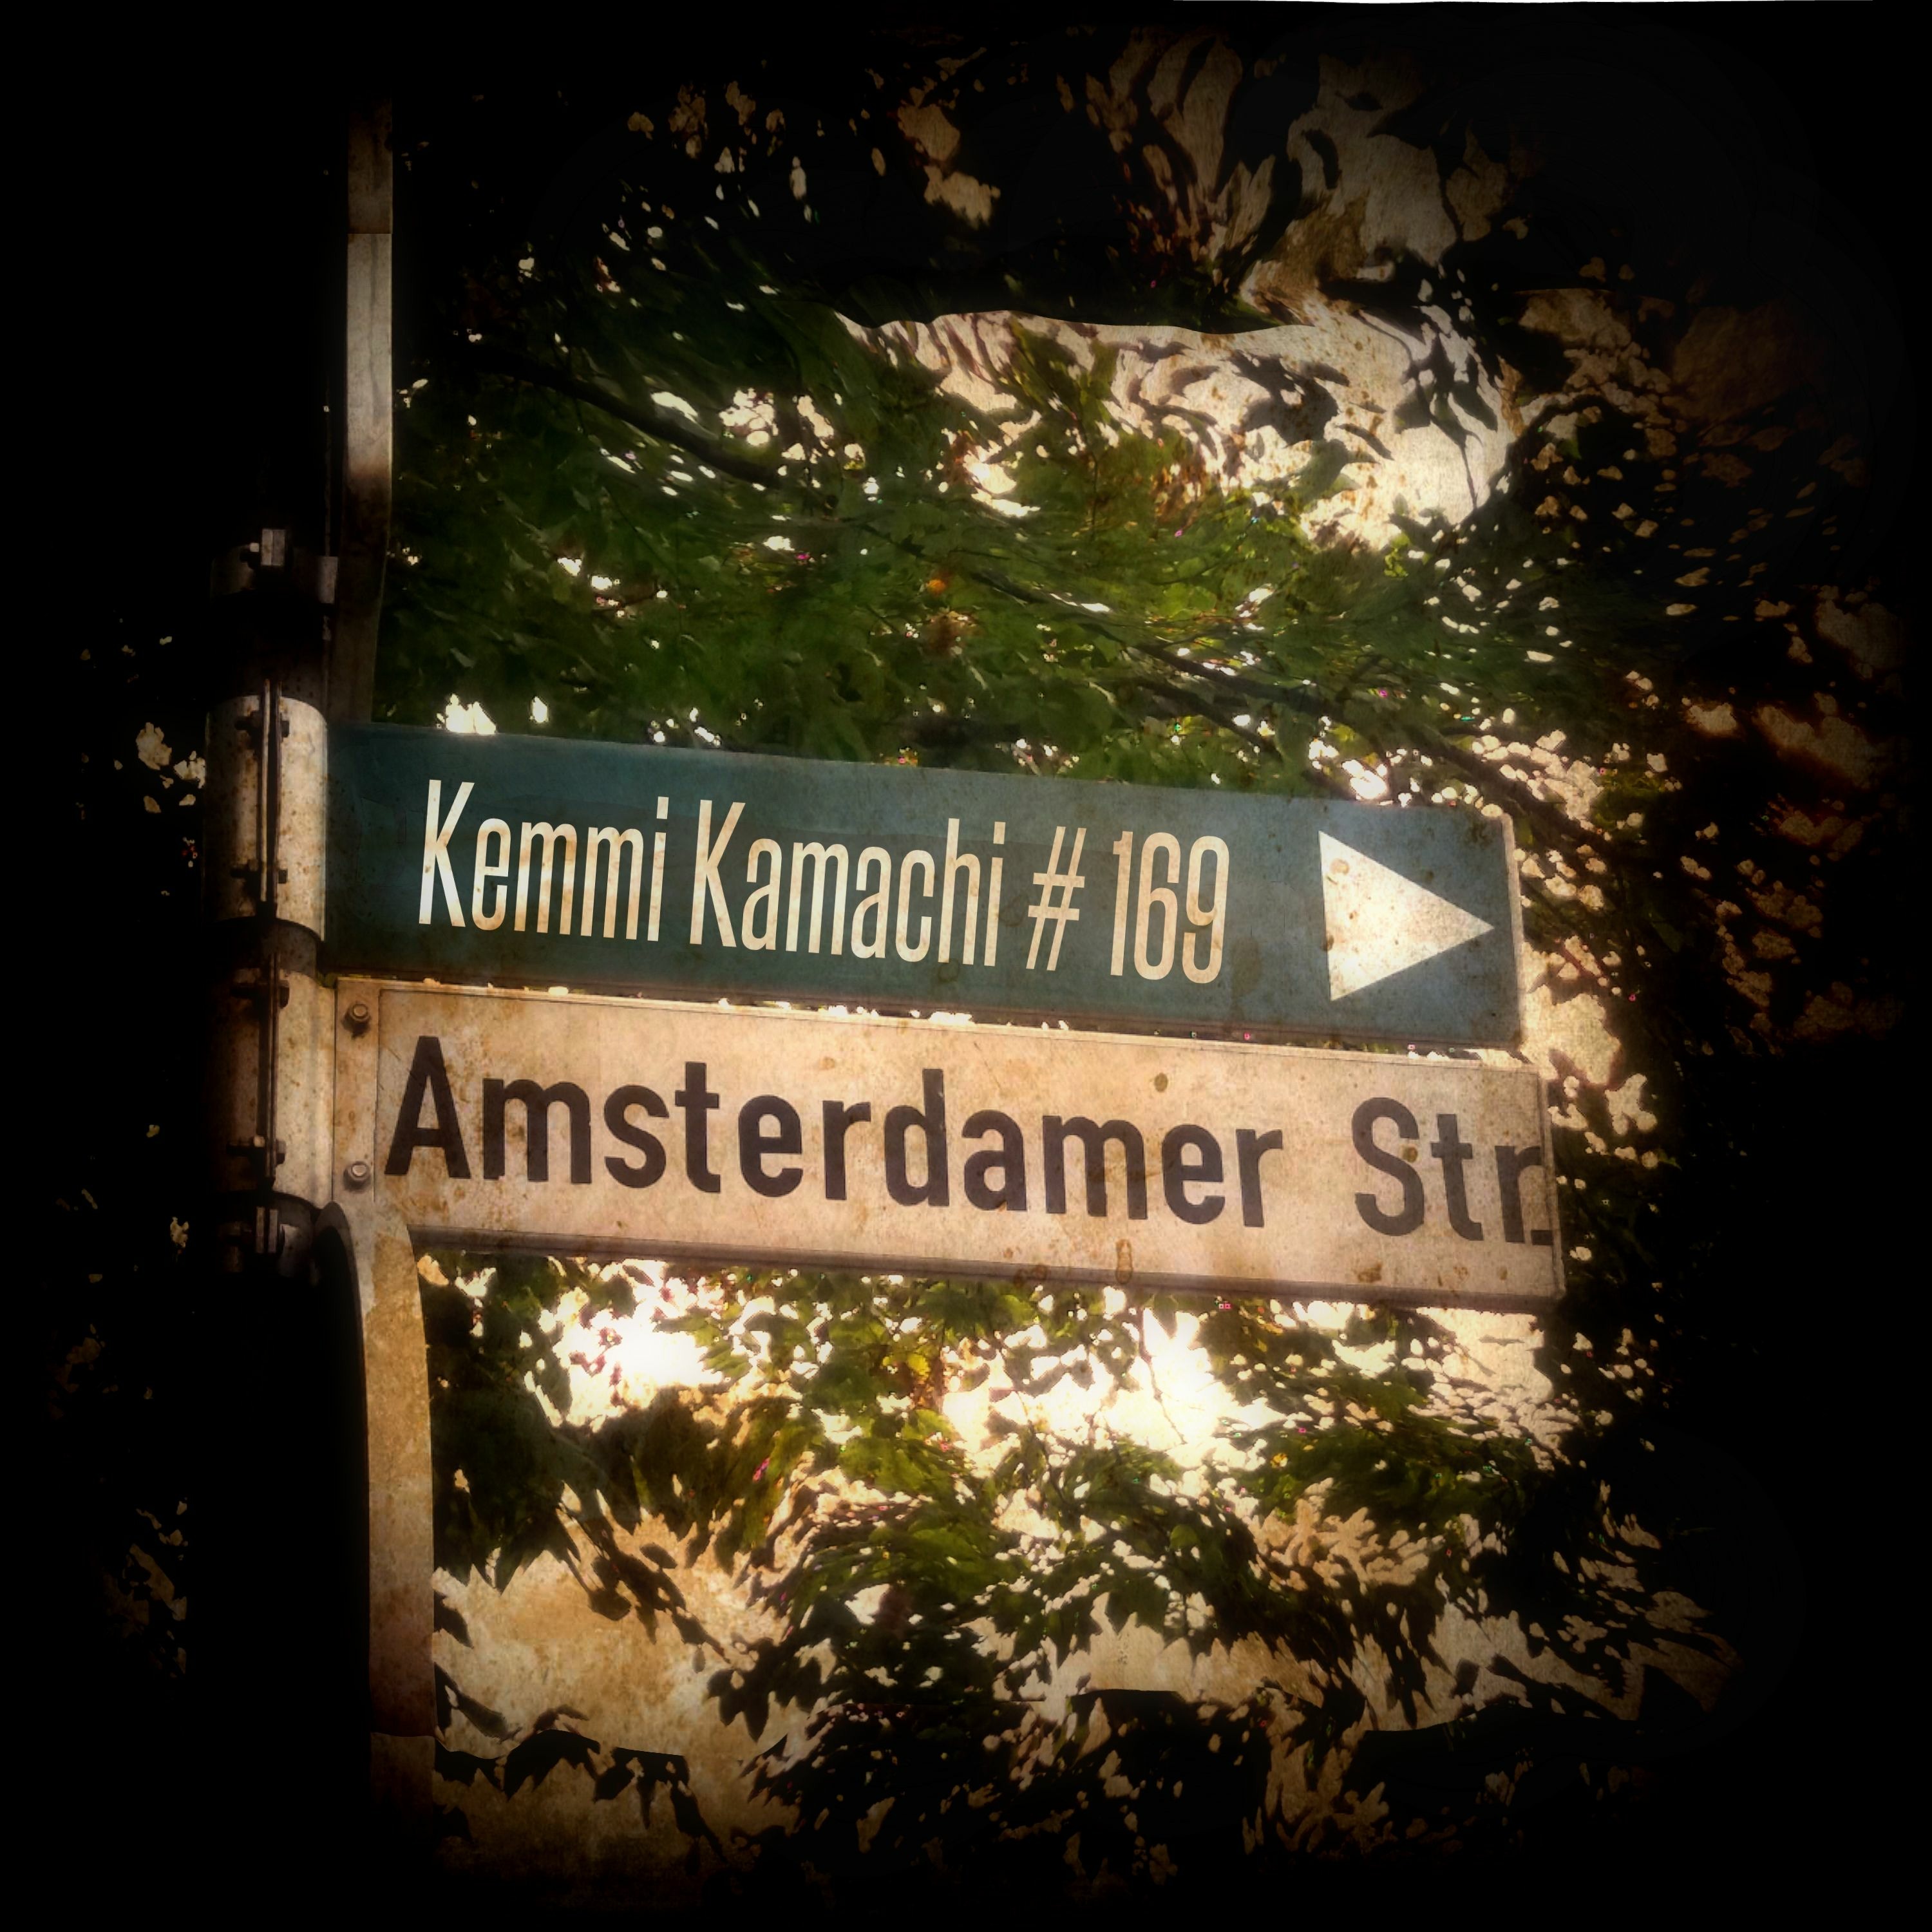 Kemmi Kamachi # 169
Amsterdamer Str.